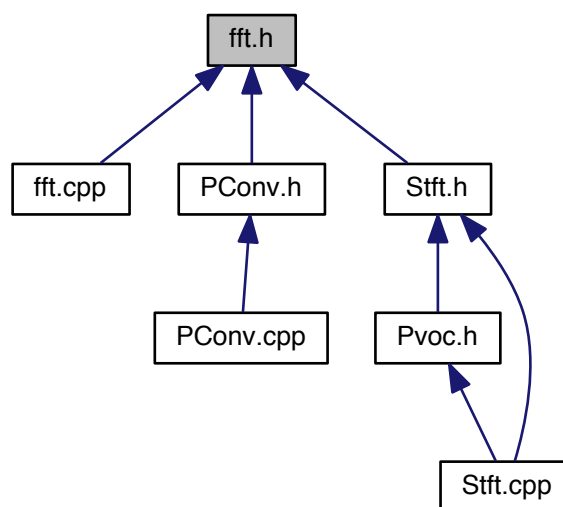 fft.h
fft.cpp
PConv.h
Stft.h
PConv.cpp
Pvoc.h
Stft.cpp